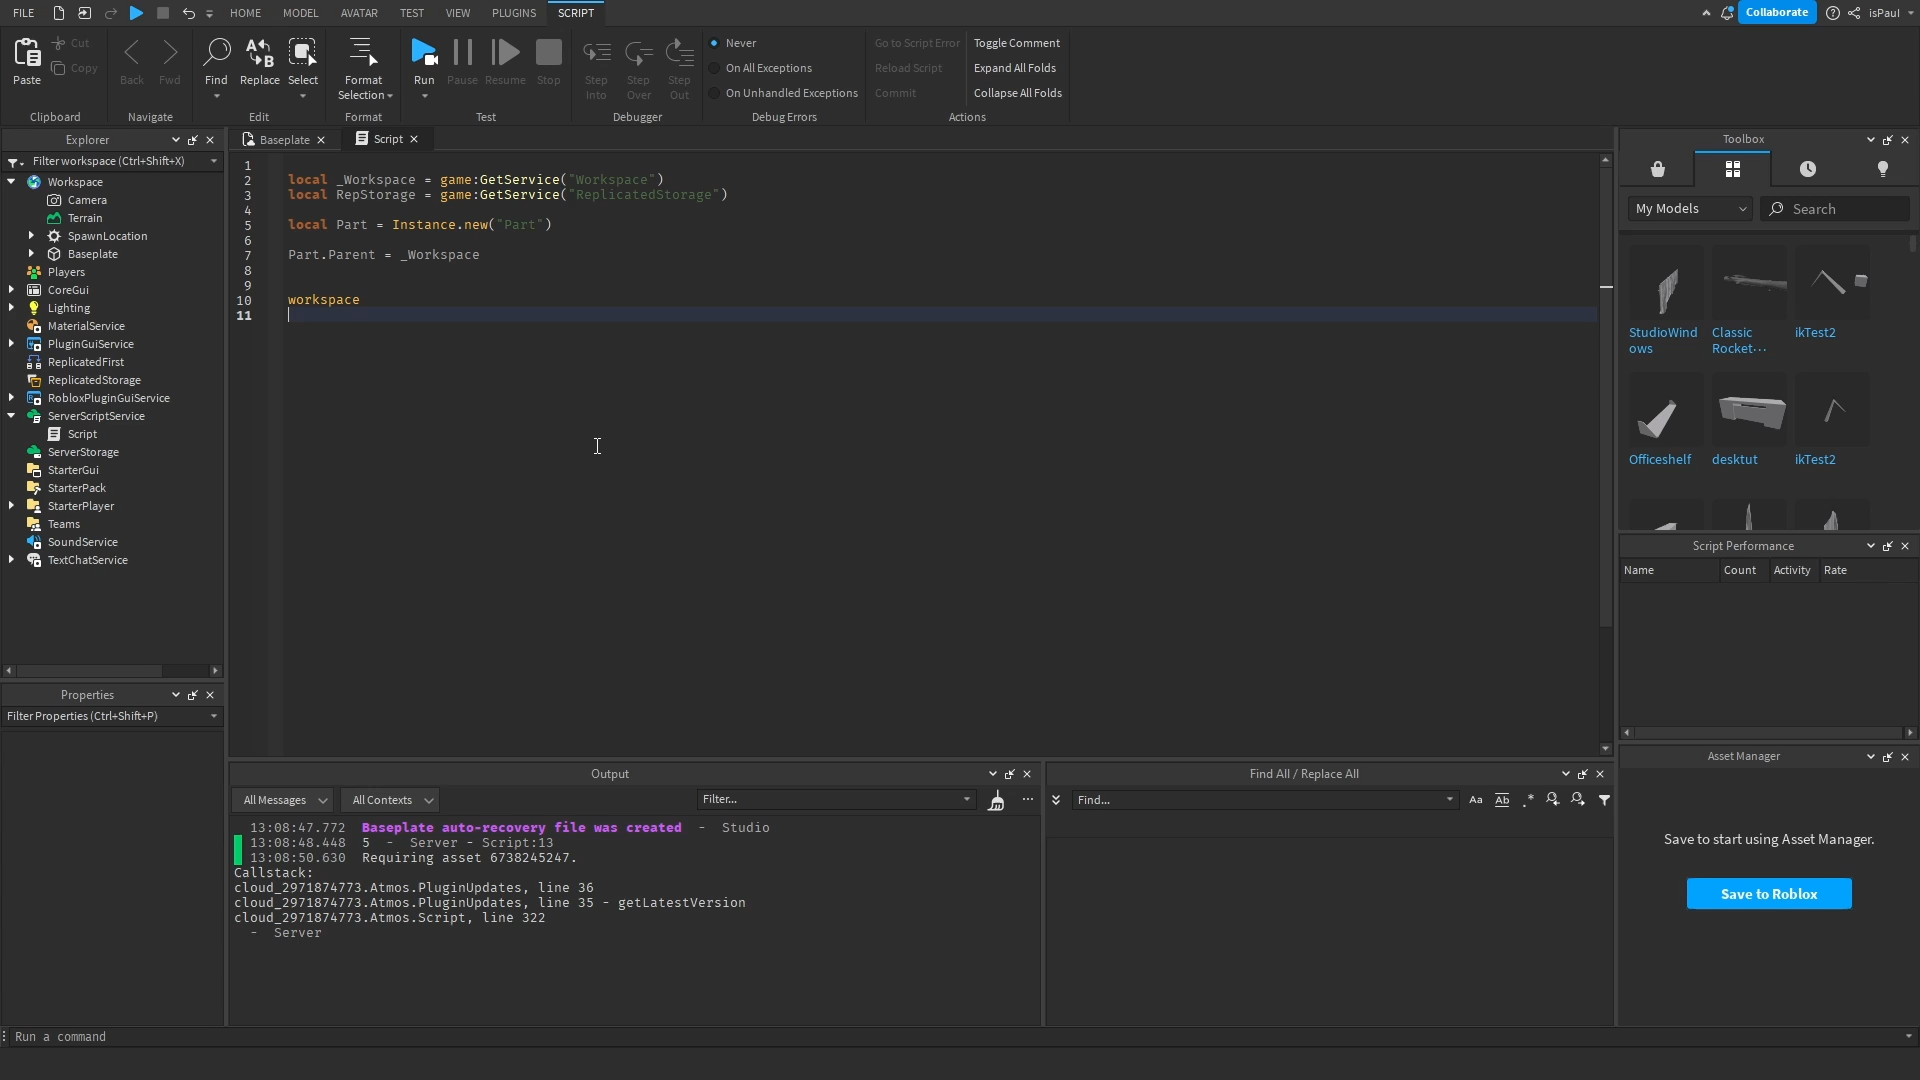 FILE HOME MODEL AVATAR TEST VIEW PLUGINS SCRIPT Collaborate isPaul
Paste Cut Copy
Clipboard
Back Fwd
Navigate
Find Replace Select
Edit
Format
Selection
Format
Run Pause Resume Stop
Test
Step
Into
Step
Over
Step
Out
Debugger
Never
On All Exceptions
On Unhandled Exceptions
Debug Errors
Go to Script Error
Reload Script
Commit
Toggle Comment
Expand All Folds
Collapse All Folds
Actions
Explorer
Filter workspace (Ctrl+Shift+X)
Workspace
Camera
Terrain
SpawnLocation
Baseplate
Players
CoreGui
Lighting
MaterialService
PluginGuiService
ReplicatedFirst
ReplicatedStorage
RobloxPluginGuiService
ServerScriptService
Script
ServerStorage
StarterGui
StarterPack
StarterPlayer
Teams
SoundService
TextChatService
Properties
Filter Properties (Ctrl+Shift+P)
Baseplate Script
1
2 local _Workspace = game:GetService("Workspace")
3 local RepStorage = game:GetService("ReplicatedStorage")
4
5 local Part = Instance.new("Part")
6
7 Part.Parent = _Workspace
8
9
10 workspace
11
Output
All Messages All Contexts Filter...
13:08:47.772 Baseplate auto-recovery file was created - Studio
13:08:48.448 5 - Server - Script:13
13:08:50.630 Requiring asset 6738245247.
Callstack:
cloud_2971874773.Atmos.PluginUpdates, line 36
cloud_2971874773.Atmos.PluginUpdates, line 35 - getLatestVersion
cloud_2971874773.Atmos.Script, line 322
- Server
Find All / Replace All
Find... Aa Ab .*
Toolbox
My Models Search
StudioWind
ows
Classic
Rocket···
ikTest2
Officeshelf
desktut
ikTest2
Script Performance
Name Count Activity Rate
Asset Manager
Save to start using Asset Manager.
Save to Roblox
Run a command